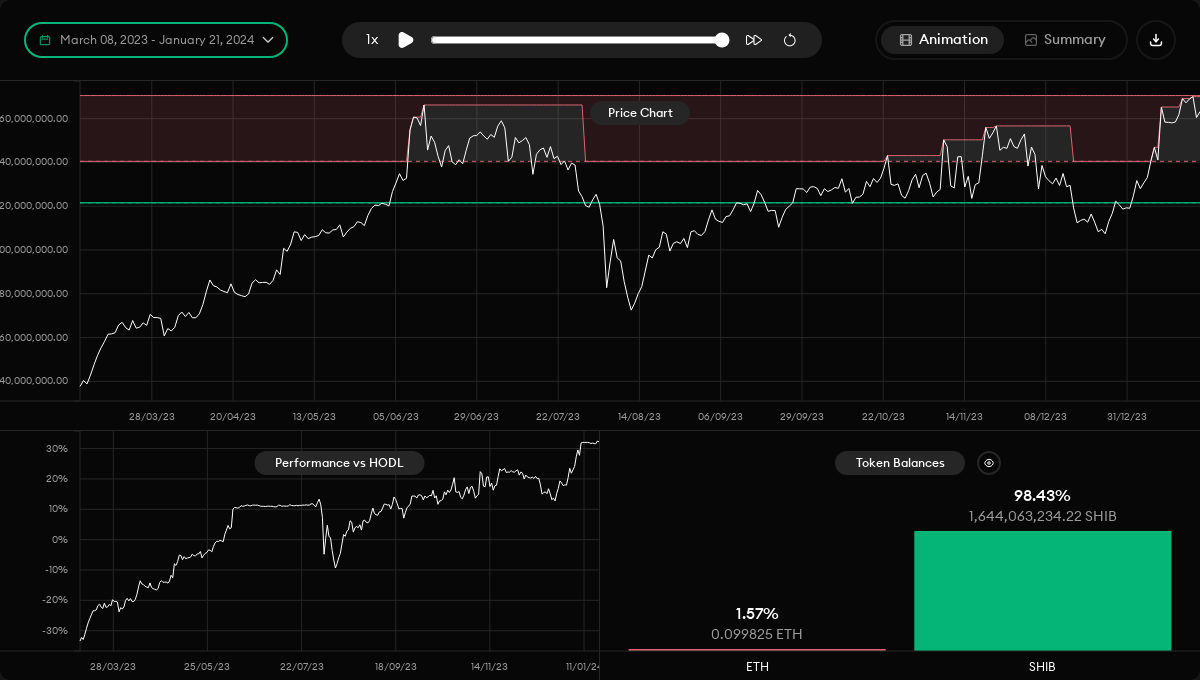 March 08, 2023 - January 21, 2024
1x
Animation
Summary
Price Chart
60,000,000.00
40,000,000.00
20,000,000.00
00,000,000.00
80,000,000.00
60,000,000.00
40,000,000.00
28/03/23 20/04/23 13/05/23 05/06/23 29/06/23 22/07/23 14/08/23 06/09/23 29/09/23 22/10/23 14/11/23 08/12/23 31/12/23
Performance vs HODL
30%
20%
10%
0%
-10%
-20%
-30%
28/03/23 25/05/23 22/07/23 18/09/23 14/11/23 11/01/2
Token Balances
98.43%
1,644,063,234.22 SHIB
1.57%
0.099825 ETH
ETH
SHIB